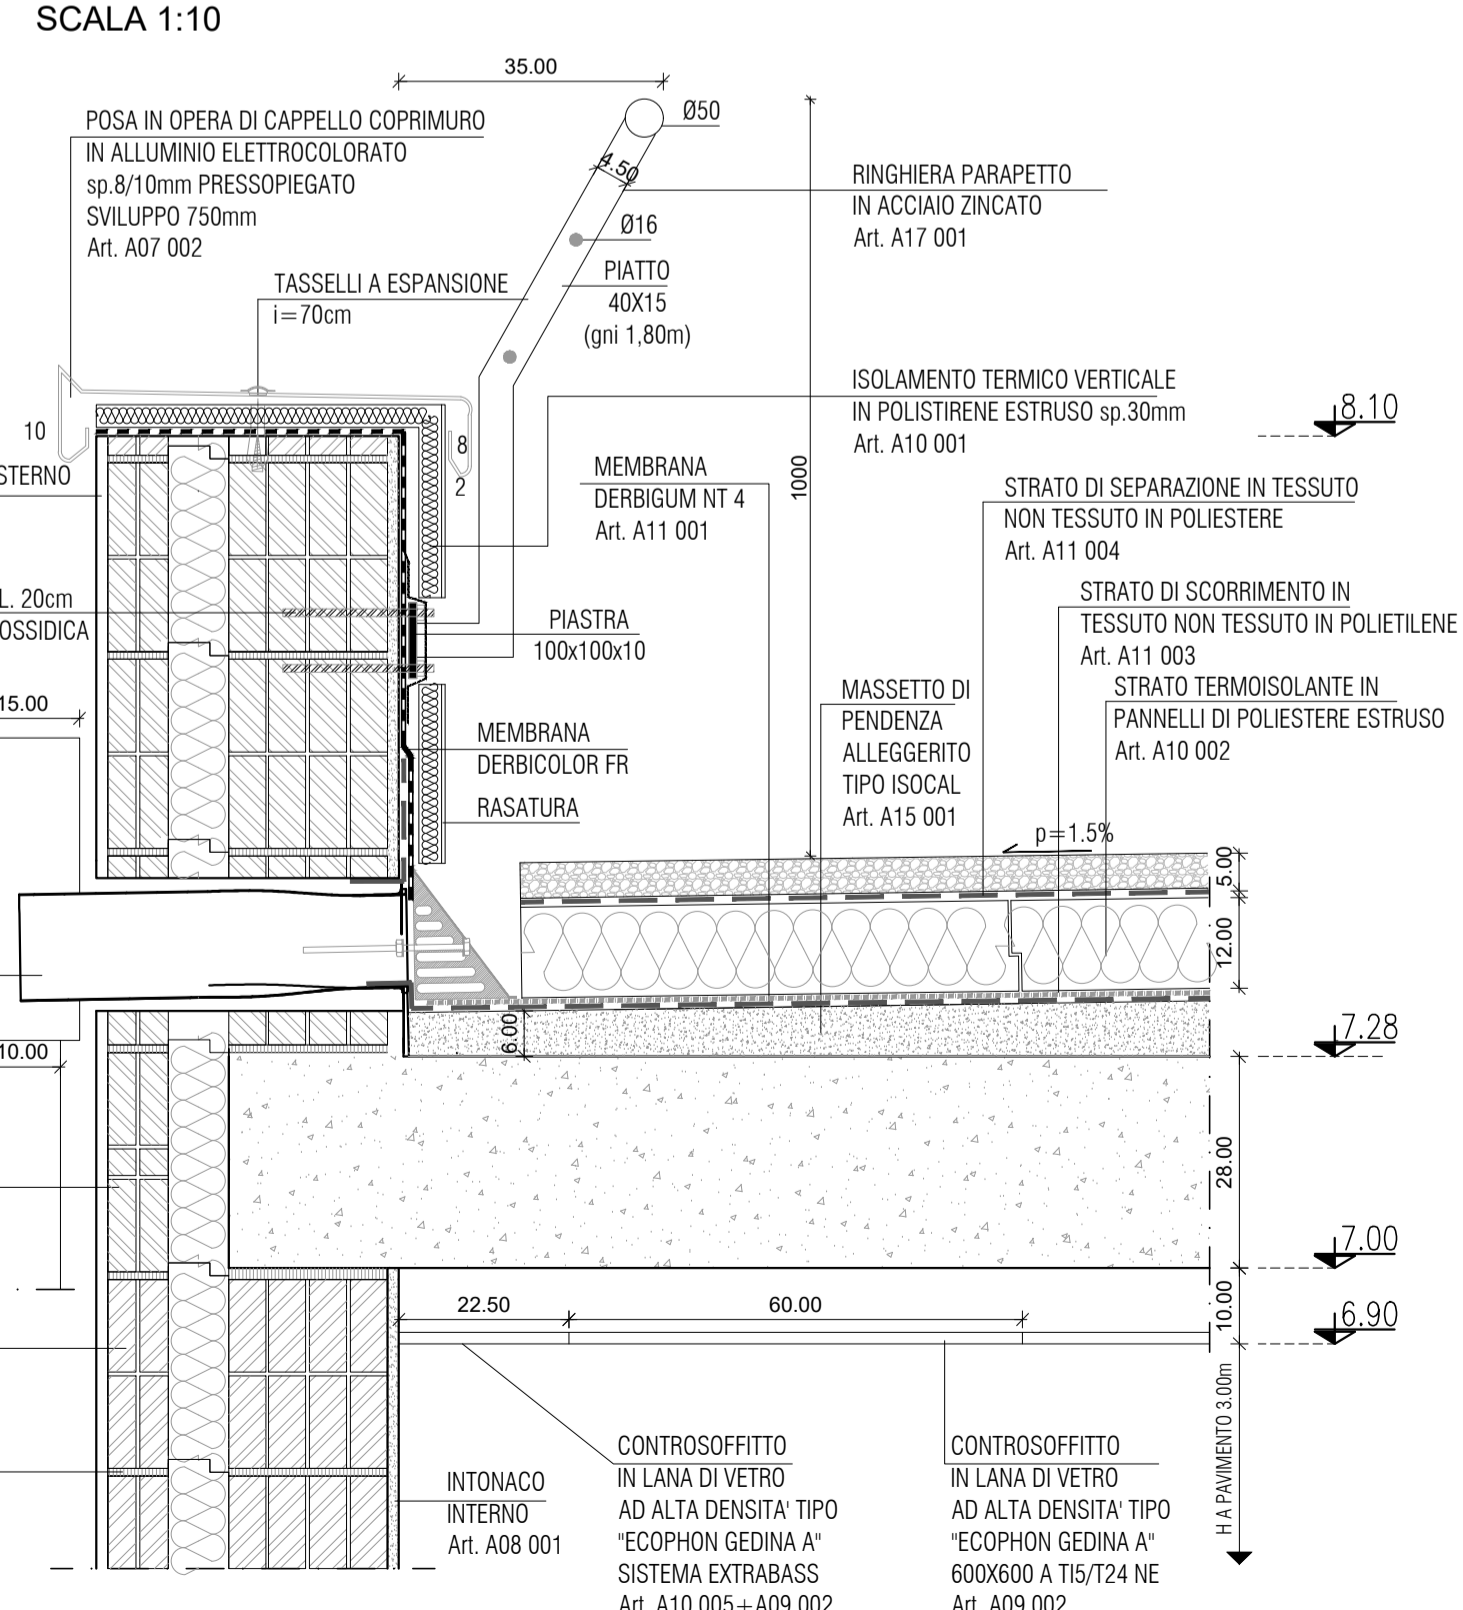 SCALA 1:10
35.00
Ø50
POSA IN OPERA DI CAPPELLO COPRIMURO
IN ALLUMINIO ELETTROCOLORATO
sp.8/10mm PRESSOPIEGATO
SVILUPPO 750mm
Art. A07 002
4.50
RINGHIERA PARAPETTO
IN ACCIAIO ZINCATO
Art. A17 001
Ø16
PIATTO
40X15
(gni 1,80m)
TASSELLI A ESPANSIONE
i=70cm
ISOLAMENTO TERMICO VERTICALE
IN POLISTIRENE ESTRUSO sp.30mm
Art. A10 001
8.10
10
8
2
STERNO
1000
MEMBRANA
DERBIGUM NT 4
Art. A11 001
STRATO DI SEPARAZIONE IN TESSUTO
NON TESSUTO IN POLIESTERE
Art. A11 004
L. 20cm
OSSIDICA
PIASTRA
100x100x10
STRATO DI SCORRIMENTO IN
TESSUTO NON TESSUTO IN POLIETILENE
Art. A11 003
STRATO TERMOISOLANTE IN
PANNELLI DI POLIESTERE ESTRUSO
Art. A10 002
15.00
MASSETTO DI
PENDENZA
ALLEGGERITO
TIPO ISOCAL
Art. A15 001
MEMBRANA
DERBICOLOR FR
RASATURA
p=1.5%
5.00
12.00
6.00
7.28
10.00
28.00
7.00
10.00
6.90
22.50
60.00
H A PAVIMENTO 3.00m
INTONACO
INTERNO
Art. A08 001
CONTROSOFFITTO
IN LANA DI VETRO
AD ALTA DENSITA' TIPO
"ECOPHON GEDINA A"
SISTEMA EXTRABASS
Art. A10 005+A09 002
CONTROSOFFITTO
IN LANA DI VETRO
AD ALTA DENSITA' TIPO
"ECOPHON GEDINA A"
600X600 A TI5/T24 NE
Art. A09 002